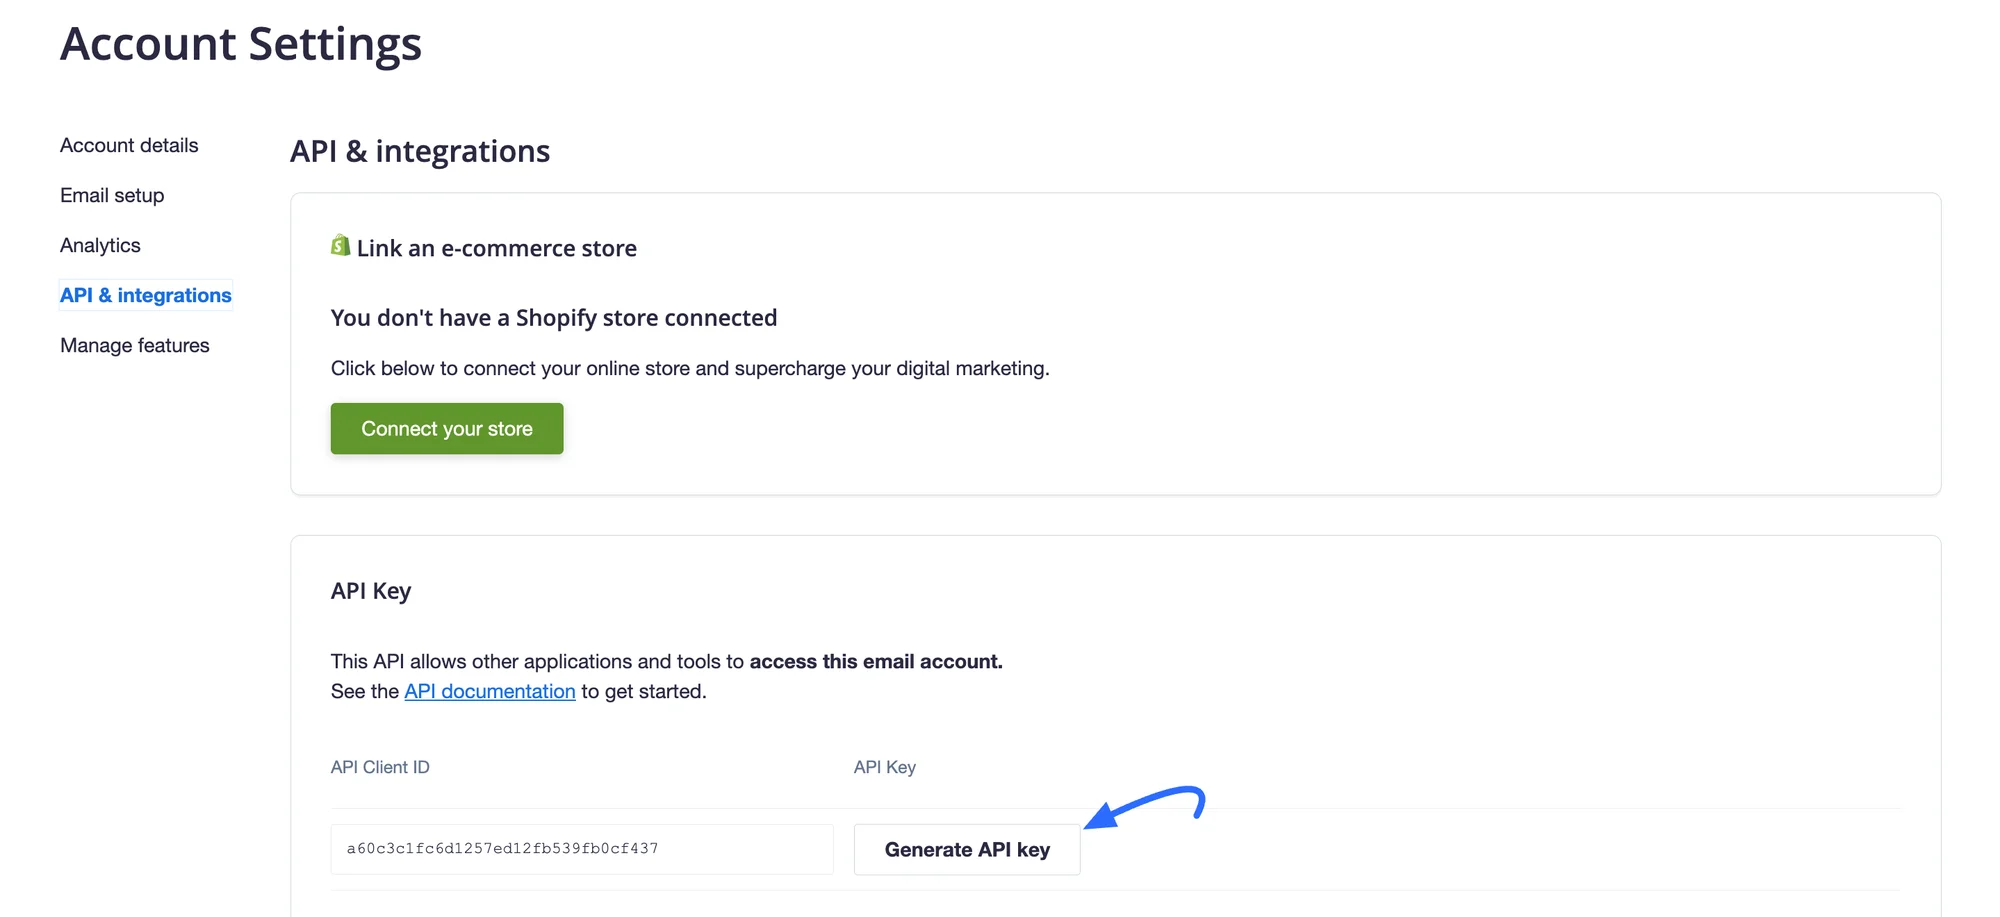 Account Settings
Account details
Email setup
Analytics
API & integrations
Manage features
API & integrations
Link an e-commerce store
You don't have a Shopify store connected
Click below to connect your online store and supercharge your digital marketing.
Connect your store
API Key
This API allows other applications and tools to access this email account.
See the API documentation to get started.
API Client ID
API Key
a60c3c1fc6d1257ed12fb539fb0cf437
Generate API key